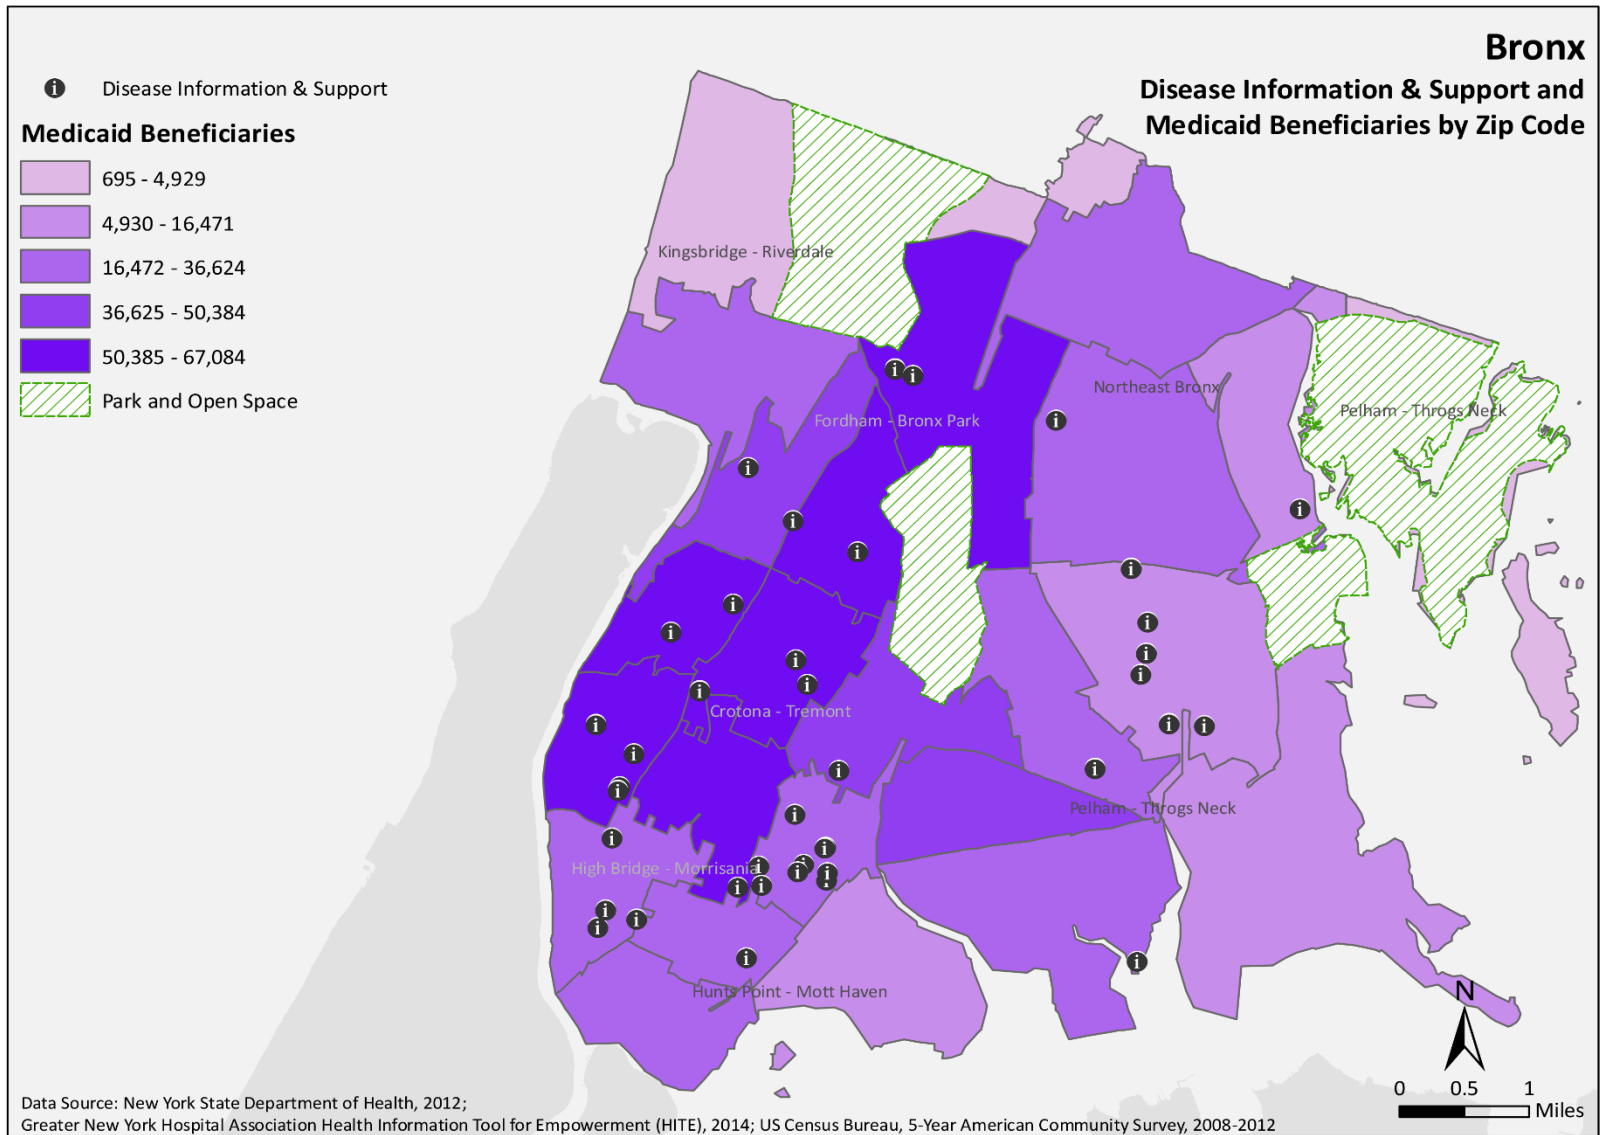 Bronx
Disease Information & Support and
Medicaid Beneficiaries by Zip Code
i Disease Information & Support
Medicaid Beneficiaries
695 - 4,929
4,930 - 16,471
16,472 - 36,624
36,625 - 50,384
50,385 - 67,084
Park and Open Space
Kingsbridge - Riverdale
Northeast Bronx
Pelham - Throgs Neck
Fordham - Bronx Park
Crotona - Tremont
Pelham - Throgs Neck
High Bridge - Morrisania
Hunts Point - Mott Haven
N
0 0.5 1
Miles
Data Source: New York State Department of Health, 2012;
Greater New York Hospital Association Health Information Tool for Empowerment (HITE), 2014; US Census Bureau, 5-Year American Community Survey, 2008-2012